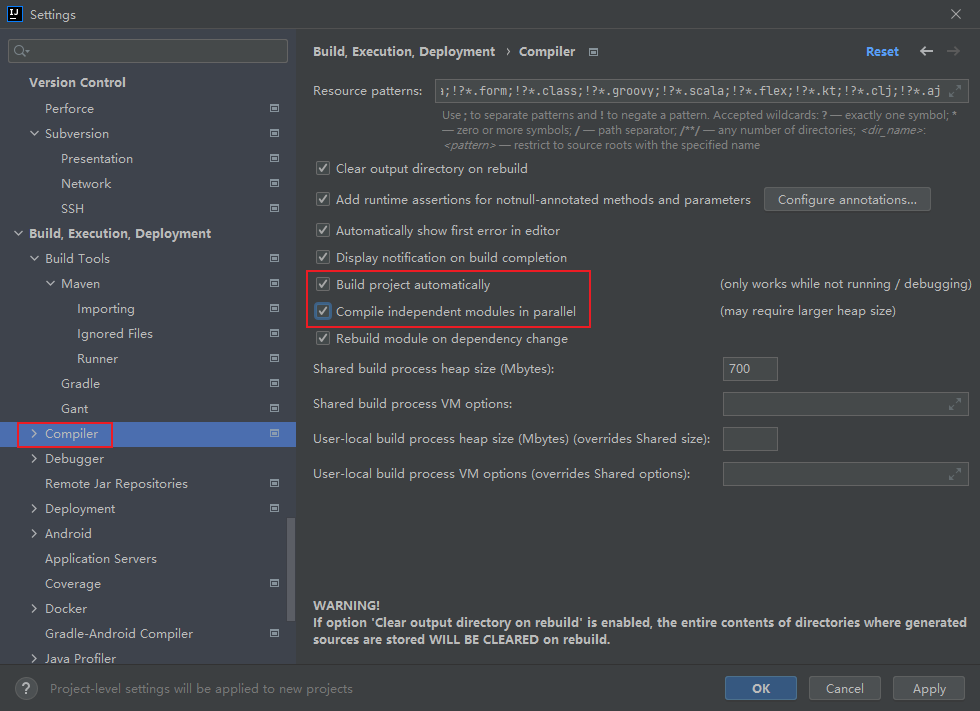 Settings
Version Control
Perforce
Subversion
Presentation
Network
SSH
Build, Execution, Deployment
Build Tools
Maven
Importing
Ignored Files
Runner
Gradle
Gant
Compiler
Debugger
Remote Jar Repositories
Deployment
Android
Application Servers
Coverage
Docker
Gradle-Android Compiler
Java Profiler
Build, Execution, Deployment › Compiler
Reset
Resource patterns: ;!?*.form;!?*.class;!?*.groovy;!?*.scala;!?*.flex;!?*.kt;!?*.clj;!?*.aj
Use ; to separate patterns and ! to negate a pattern. Accepted wildcards: ? — exactly one symbol; *
— zero or more symbols; / — path separator; /**/ — any number of directories; <dir_name>:
<pattern> — restrict to source roots with the specified name
Clear output directory on rebuild
Add runtime assertions for notnull-annotated methods and parameters Configure annotations...
Automatically show first error in editor
Display notification on build completion
Build project automatically (only works while not running / debugging)
Compile independent modules in parallel (may require larger heap size)
Rebuild module on dependency change
Shared build process heap size (Mbytes): 700
Shared build process VM options:
User-local build process heap size (Mbytes) (overrides Shared size):
User-local build process VM options (overrides Shared options):
WARNING!
If option 'Clear output directory on rebuild' is enabled, the entire contents of directories where generated
sources are stored WILL BE CLEARED on rebuild.
? Project-level settings will be applied to new projects
OK Cancel Apply